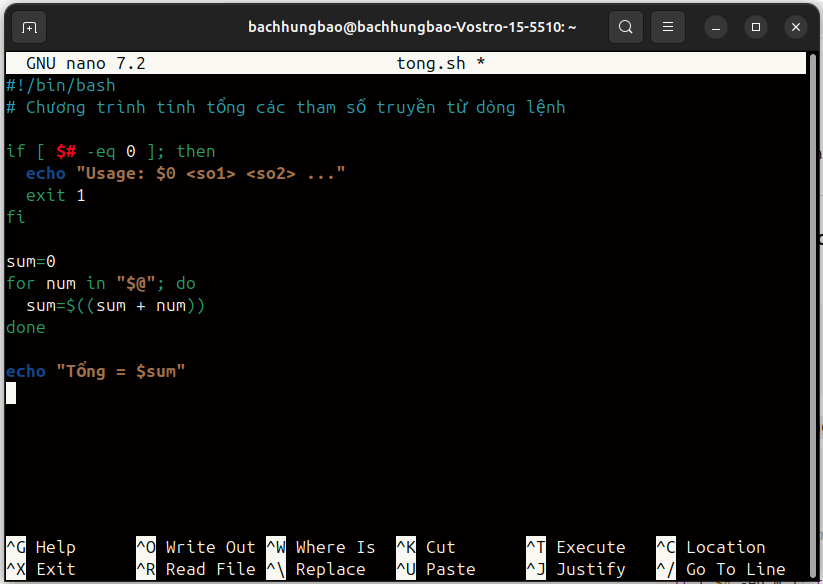 bachhungbao@bachhungbao-Vostro-15-5510: ~
GNU nano 7.2 tong.sh *
#!/bin/bash
# Chương trình tính tổng các tham số truyền từ dòng lệnh

if [ $# -eq 0 ]; then
  echo "Usage: $0 <so1> <so2> ..."
  exit 1
fi

sum=0
for num in "$@"; do
  sum=$((sum + num))
done

echo "Tổng = $sum"

^G Help ^O Write Out ^W Where Is ^K Cut ^T Execute ^C Location
^X Exit ^R Read File ^\ Replace ^U Paste ^J Justify ^/ Go To Line